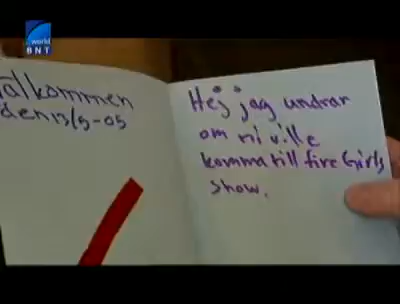 world
BNT
älkommen
den 13/5-05
Hej jag undrar
om ni ville
komma till fire Girls
show.